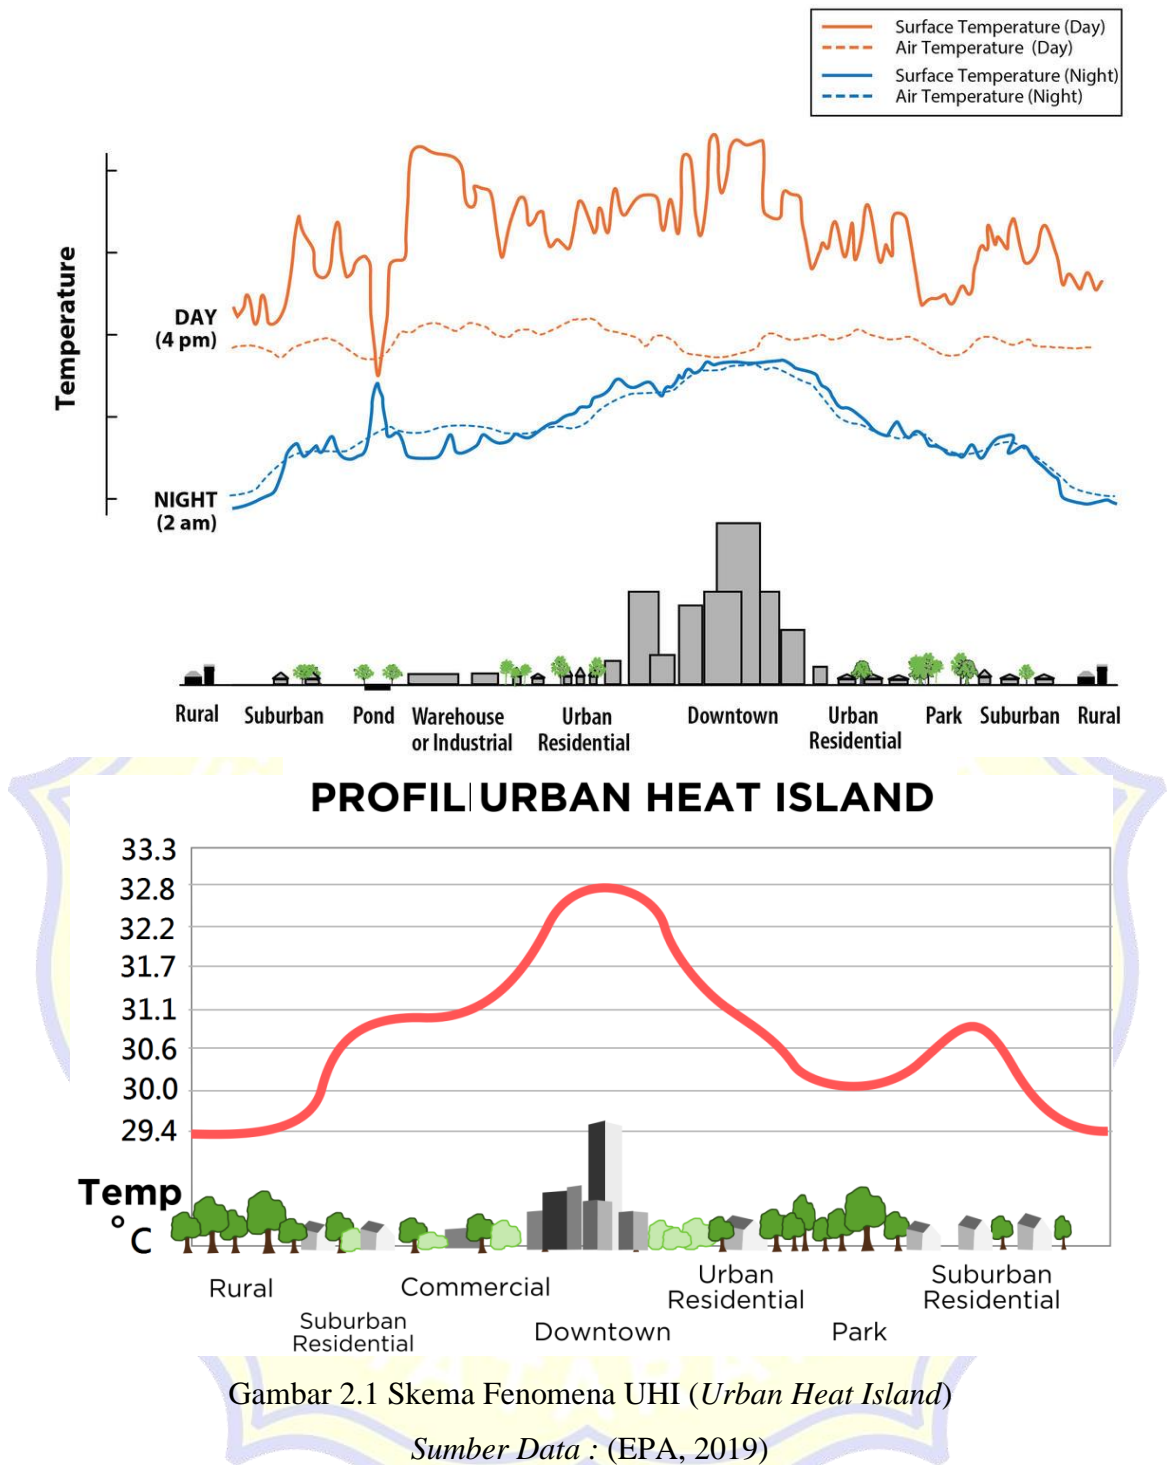 Surface Temperature (Day)
Air Temperature (Day)
Surface Temperature (Night)
Air Temperature (Night)
Temperature
DAY
(4 pm)
NIGHT
(2 am)
Rural Suburban Pond Warehouse or Industrial Urban Residential Downtown Urban Residential Park Suburban Rural
PROFIL URBAN HEAT ISLAND
33.3
32.8
32.2
31.7
31.1
30.6
30.0
29.4
Temp
°C
Rural
Suburban
Residential
Commercial
Downtown
Urban
Residential
Park
Suburban
Residential
Gambar 2.1 Skema Fenomena UHI (Urban Heat Island)
Sumber Data : (EPA, 2019)